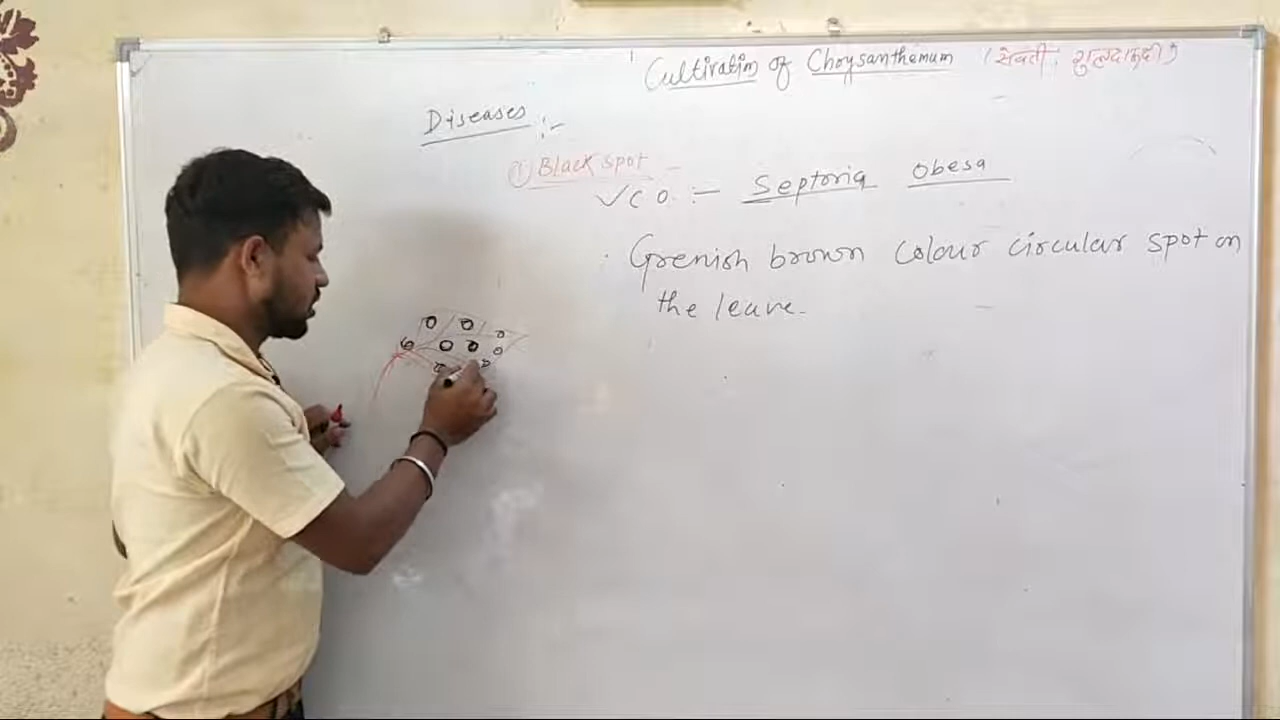 Cultivation of Chrysanthemum (सेवती, गुलदाऊदी)
Diseases :-
① Black spot -
✓ C O :- Septoria Obesa
· Grenish brown Colour circular spot on
the leave.